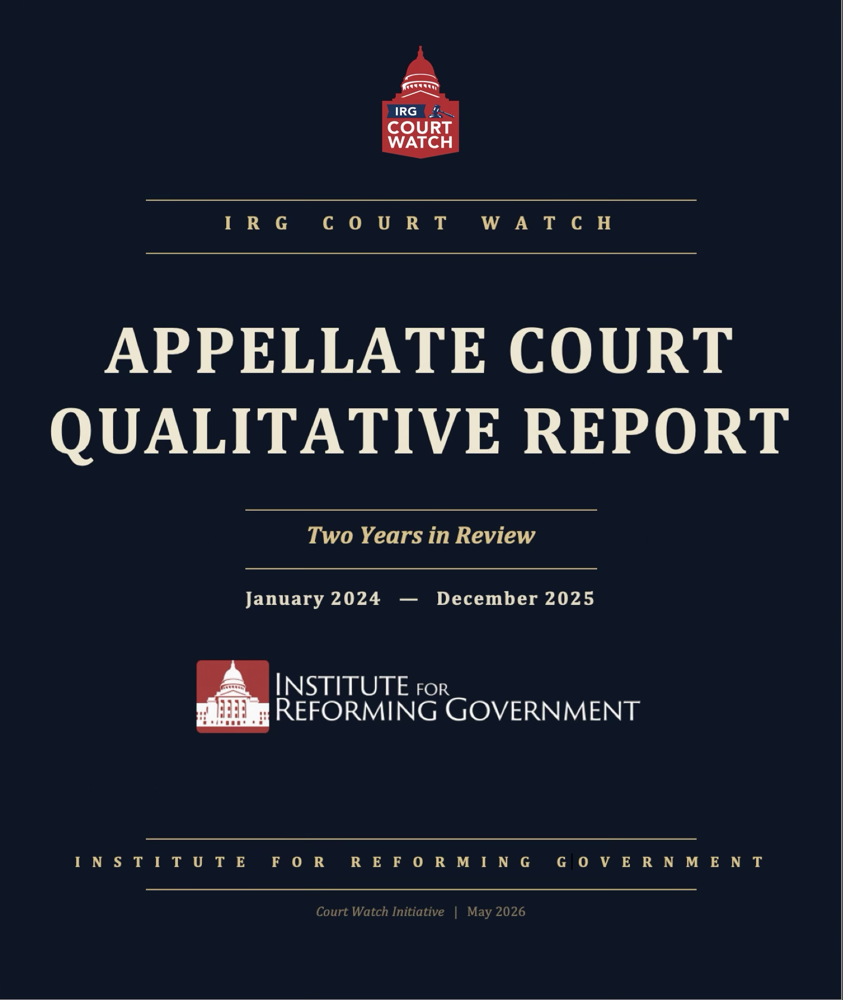 IRG
COURT
WATCH
IRG COURT WATCH
APPELLATE COURT
QUALITATIVE REPORT
Two Years in Review
January 2024 — December 2025
INSTITUTE FOR
REFORMING GOVERNMENT
INSTITUTE FOR REFORMING GOVERNMENT
Court Watch Initiative | May 2026